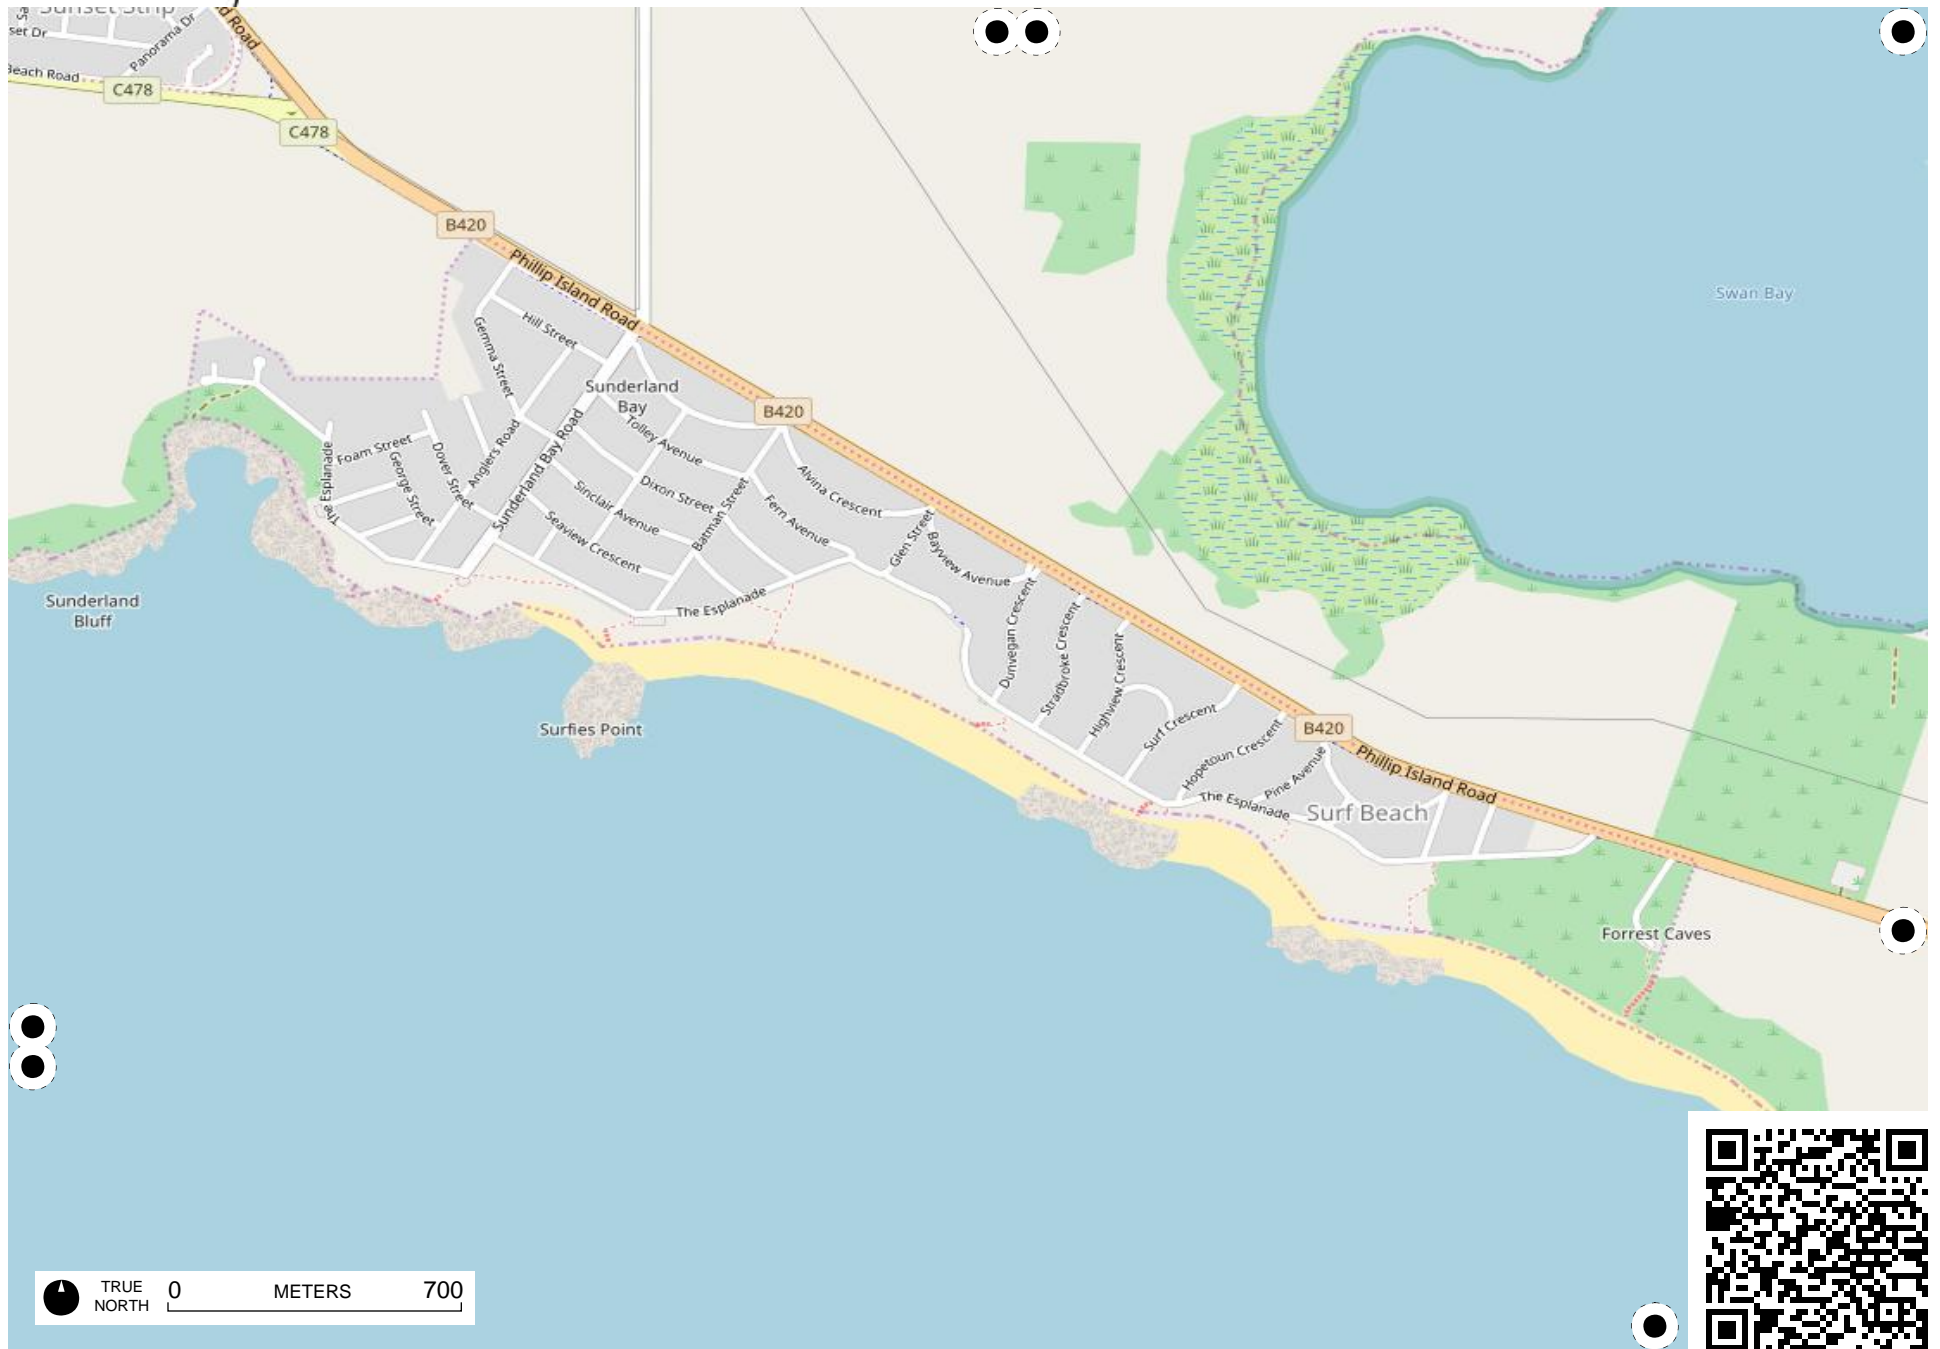 Sunset Strip
d Road
set Dr
Panorama Dr
Beach Road
C478
C478
B420
Phillip Island Road
Swan Bay
Hill Street
Gemma Street
Sunderland
Bay
B420
Tolley Avenue
Foam Street
The Esplanade
George Street
Dover Street
Anglers Road
Sunderland Bay Road
Dixon Street
Sinclair Avenue
Seaview Crescent
Batman Street
Fern Avenue
Alvina Crescent
Glen Street
Bayview Avenue
The Esplanade
Sunderland
Bluff
Dunvegan Crescent
Stradbroke Crescent
Highview Crescent
Surf Crescent
Surfies Point
Hopetoun Crescent
B420
Pine Avenue
Phillip Island Road
The Esplanade
Surf Beach
Forrest Caves
TRUE
NORTH
0 METERS 700